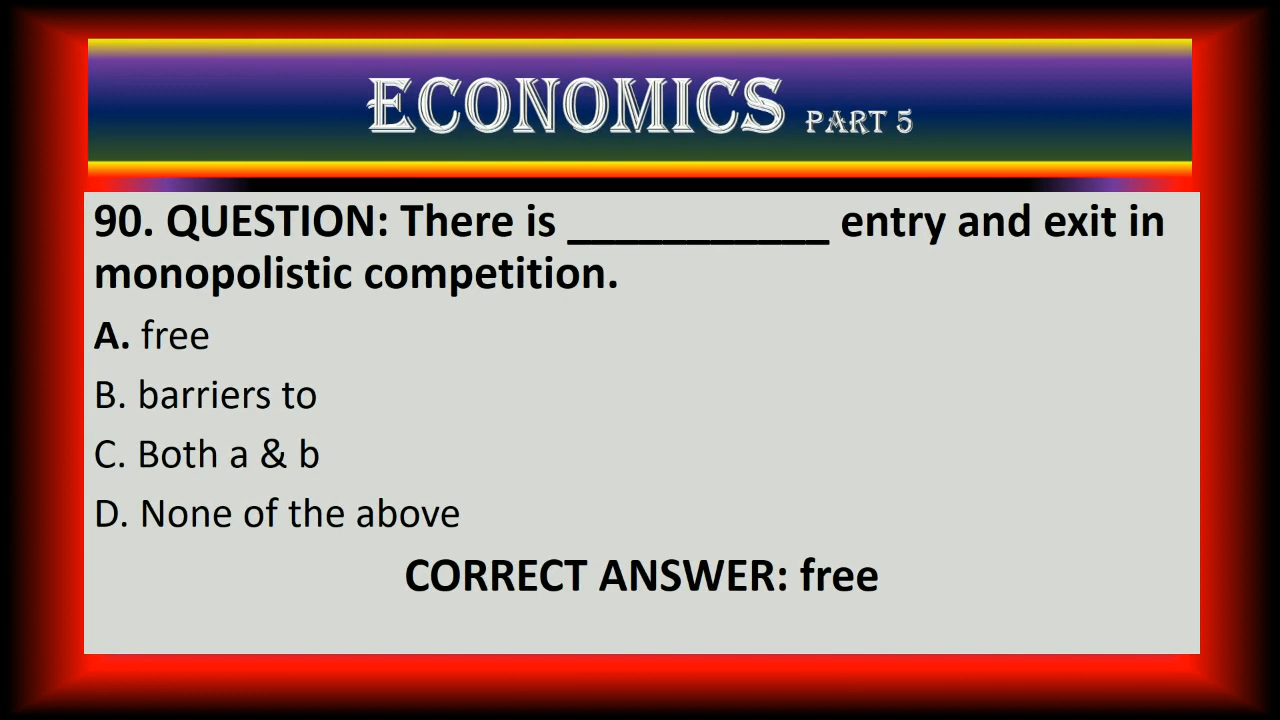 ECONOMICS PART 5
90. QUESTION: There is ___________ entry and exit in
monopolistic competition.
A. free
B. barriers to
C. Both a & b
D. None of the above
CORRECT ANSWER: free